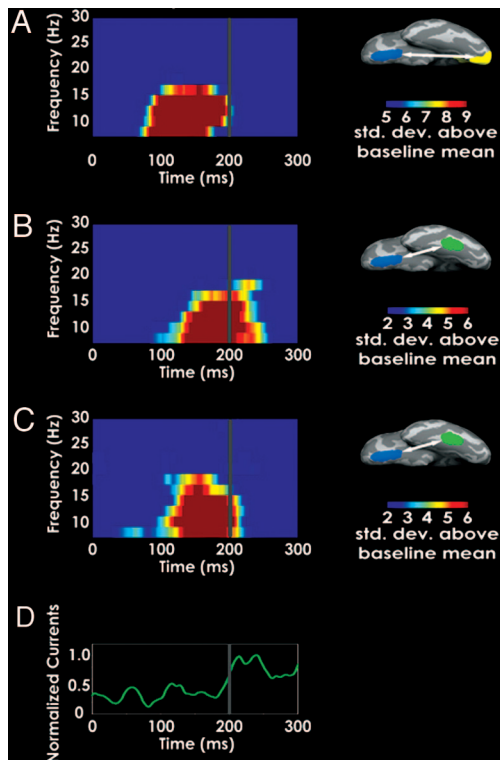 A
Frequency (Hz)
30
25
20
15
10
0 100 200 300
Time (ms)
5 6 7 8 9
std. dev. above
baseline mean
B
Frequency (Hz)
30
25
20
15
10
0 100 200 300
Time (ms)
2 3 4 5 6
std. dev. above
baseline mean
C
Frequency (Hz)
30
25
20
15
10
0 100 200 300
Time (ms)
2 3 4 5 6
std. dev. above
baseline mean
D
Normalized Currents
1.0
0.5
0
0 100 200 300
Time (ms)